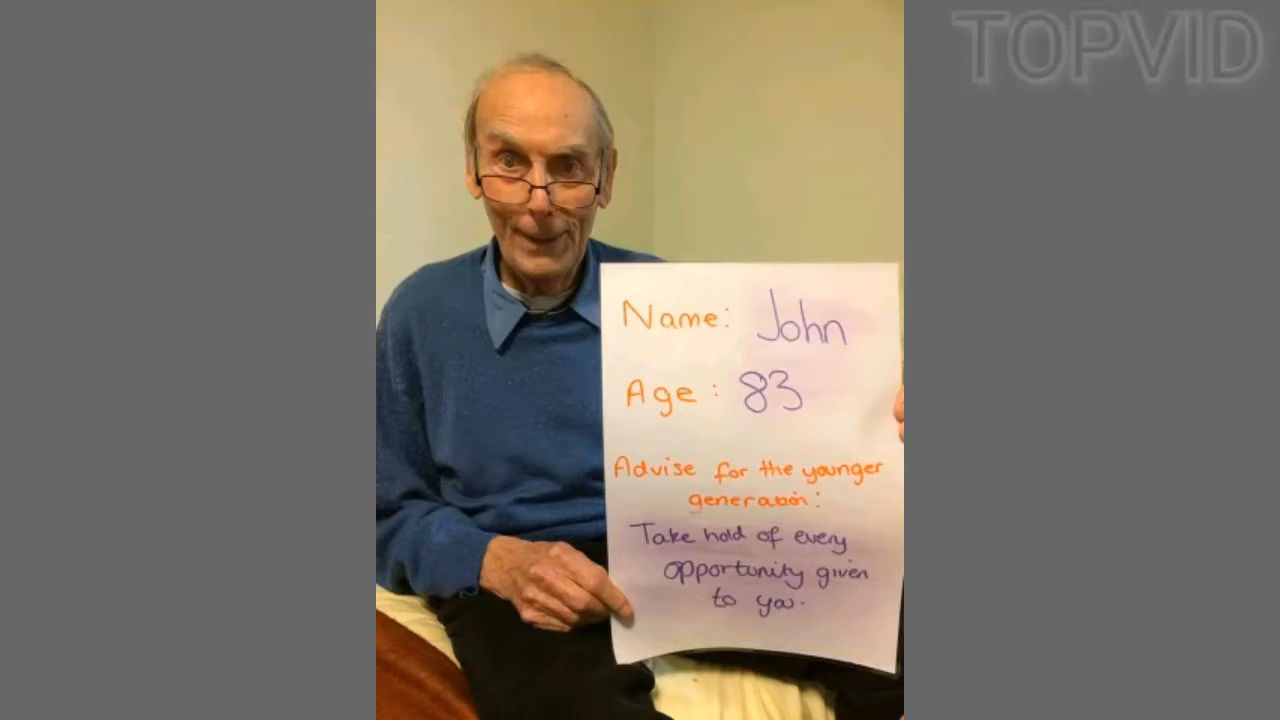 TOPVID
Name: John
Age: 83
Advise for the younger
generation:
Take hold of every
opportunity given
to you.